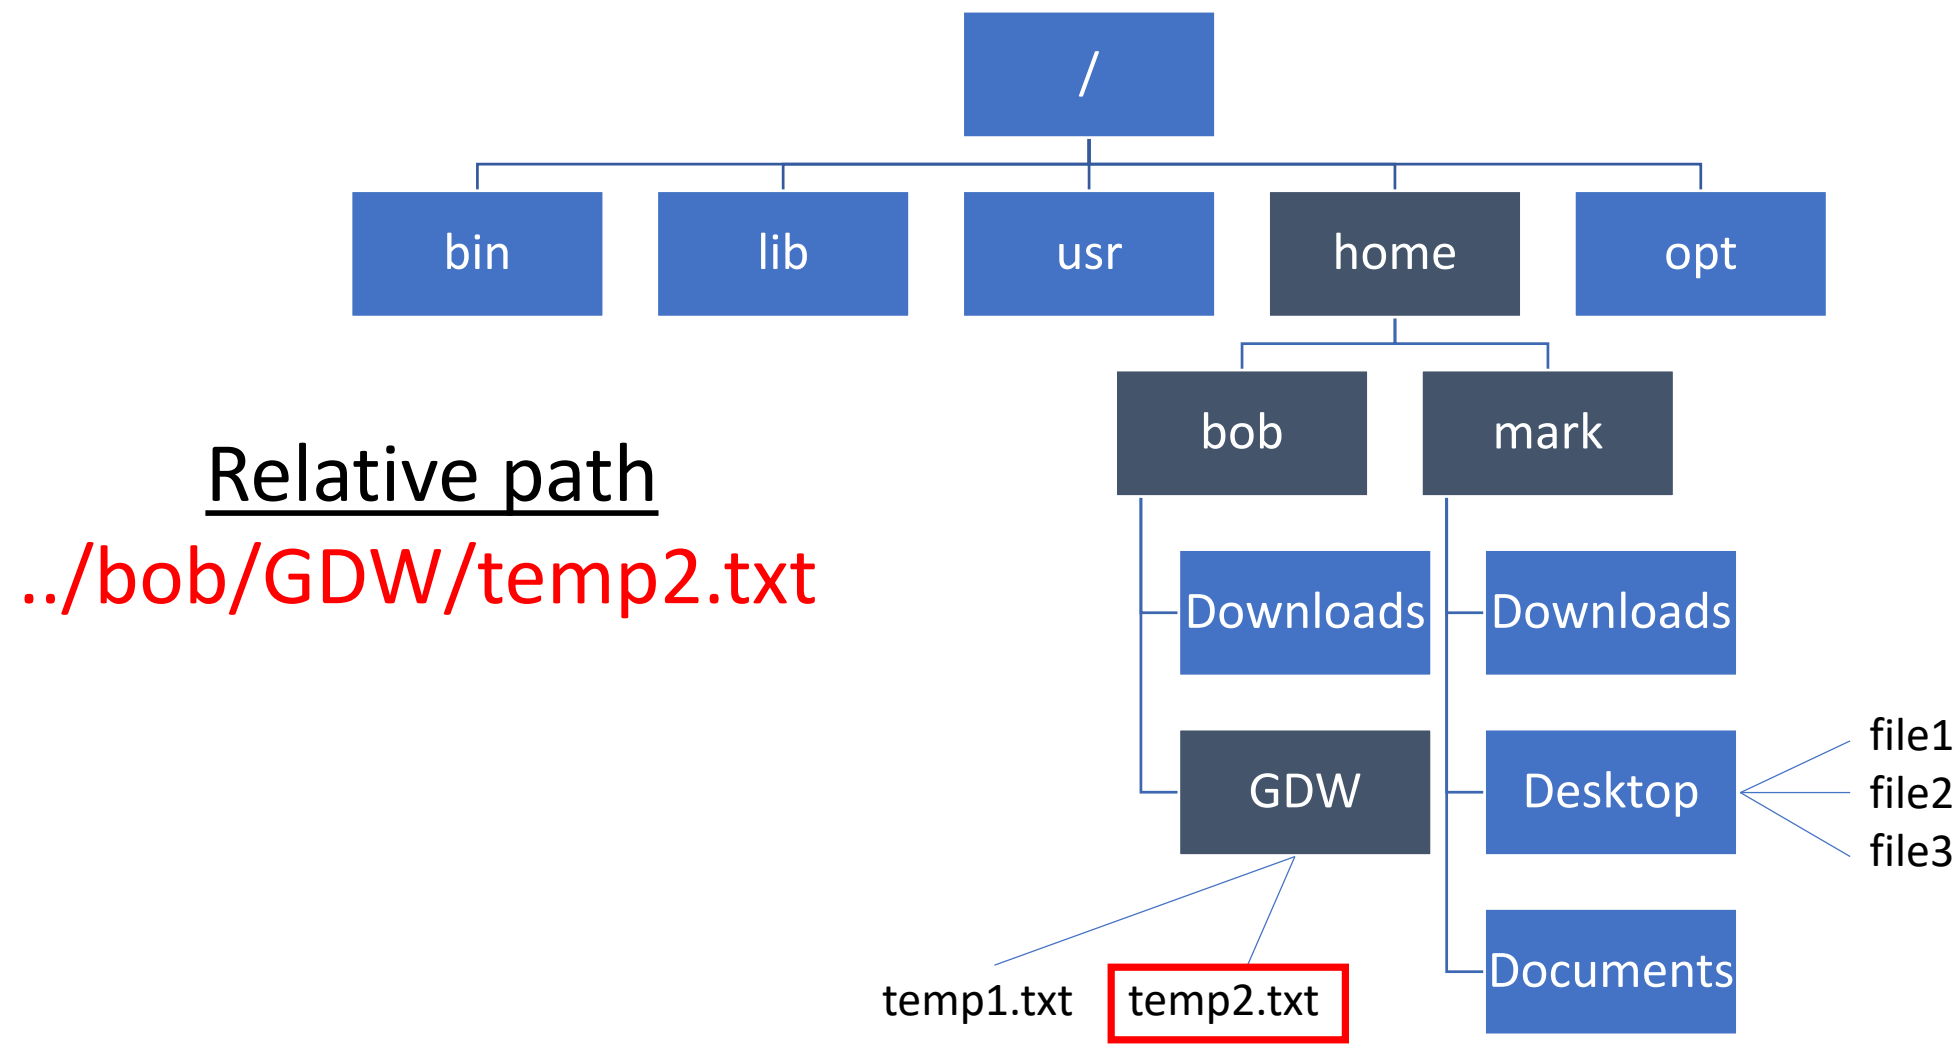 /
bin
lib
usr
home
opt
bob
mark
Relative path
../bob/GDW/temp2.txt
Downloads
Downloads
GDW
Desktop
file1
file2
file3
Documents
temp1.txt
temp2.txt